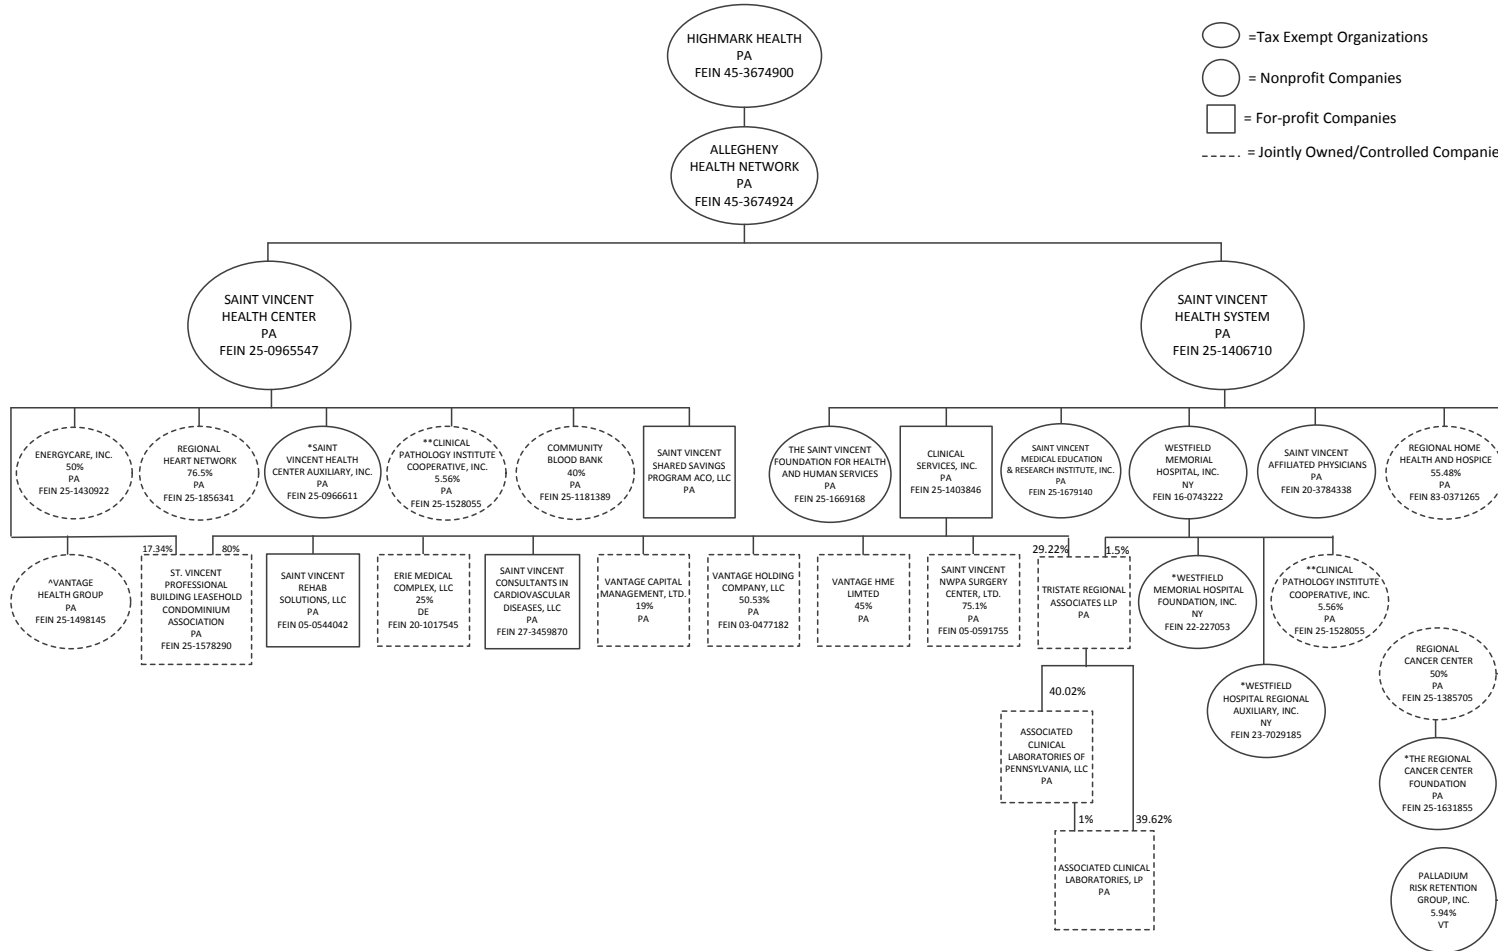 HIGHMARK HEALTH
PA
FEIN 45-3674900
=Tax Exempt Organizations
= Nonprofit Companies
= For-profit Companies
= Jointly Owned/Controlled Companie
ALLEGHENY
HEALTH NETWORK
PA
FEIN 45-3674924
SAINT VINCENT
HEALTH CENTER
PA
FEIN 25-0965547
SAINT VINCENT
HEALTH SYSTEM
PA
FEIN 25-1406710
ENERGYCARE, INC.
50%
PA
FEIN 25-1430922
REGIONAL
HEART NETWORK
76.5%
PA
FEIN 25-1856341
*SAINT
VINCENT HEALTH
CENTER AUXILIARY, INC.
PA
FEIN 25-0966611
**CLINICAL
PATHOLOGY INSTITUTE
COOPERATIVE, INC.
5.56%
PA
FEIN 25-1528055
COMMUNITY
BLOOD BANK
40%
PA
FEIN 25-1181389
SAINT VINCENT
SHARED SAVINGS
PROGRAM ACO, LLC
PA
THE SAINT VINCENT
FOUNDATION FOR HEALTH
AND HUMAN SERVICES
PA
FEIN 25-1669168
CLINICAL
SERVICES, INC.
PA
FEIN 25-1403846
SAINT VINCENT
MEDICAL EDUCATION
& RESEARCH INSTITUTE, INC.
PA
FEIN 25-1679140
WESTFIELD
MEMORIAL
HOSPITAL, INC.
NY
FEIN 16-0743222
SAINT VINCENT
AFFILIATED PHYSICIANS
PA
FEIN 20-3784338
REGIONAL HOME
HEALTH AND HOSPICE
55.48%
PA
FEIN 83-0371265
^VANTAGE
HEALTH GROUP
PA
FEIN 25-1498145
17.34%
80%
ST. VINCENT
PROFESSIONAL
BUILDING LEASEHOLD
CONDOMINIUM
ASSOCIATION
PA
FEIN 25-1578290
SAINT VINCENT
REHAB
SOLUTIONS, LLC
PA
FEIN 05-0544042
ERIE MEDICAL
COMPLEX, LLC
25%
DE
FEIN 20-1017545
SAINT VINCENT
CONSULTANTS IN
CARDIOVASCULAR
DISEASES, LLC
PA
FEIN 27-3459870
VANTAGE CAPITAL
MANAGEMENT, LTD.
19%
PA
VANTAGE HOLDING
COMPANY, LLC
50.53%
PA
FEIN 03-0477182
VANTAGE HME
LIMTED
45%
PA
SAINT VINCENT
NWPA SURGERY
CENTER, LTD.
75.1%
PA
FEIN 05-0591755
29.22%
1.5%
TRISTATE REGIONAL
ASSOCIATES LLP
PA
*WESTFIELD
MEMORIAL HOSPITAL
FOUNDATION, INC.
NY
FEIN 22-227053
**CLINICAL
PATHOLOGY INSTITUTE
COOPERATIVE, INC.
5.56%
PA
FEIN 25-1528055
*WESTFIELD
HOSPITAL REGIONAL
AUXILIARY, INC.
NY
FEIN 23-7029185
REGIONAL
CANCER CENTER
50%
PA
FEIN 25-1385705
40.02%
ASSOCIATED
CLINICAL
LABORATORIES OF
PENNSYLVANIA, LLC
PA
*THE REGIONAL
CANCER CENTER
FOUNDATION
PA
FEIN 25-1631855
1%
39.62%
ASSOCIATED CLINICAL
LABORATORIES, LP
PA
PALLADIUM
RISK RETENTION
GROUP, INC.
5.94%
VT